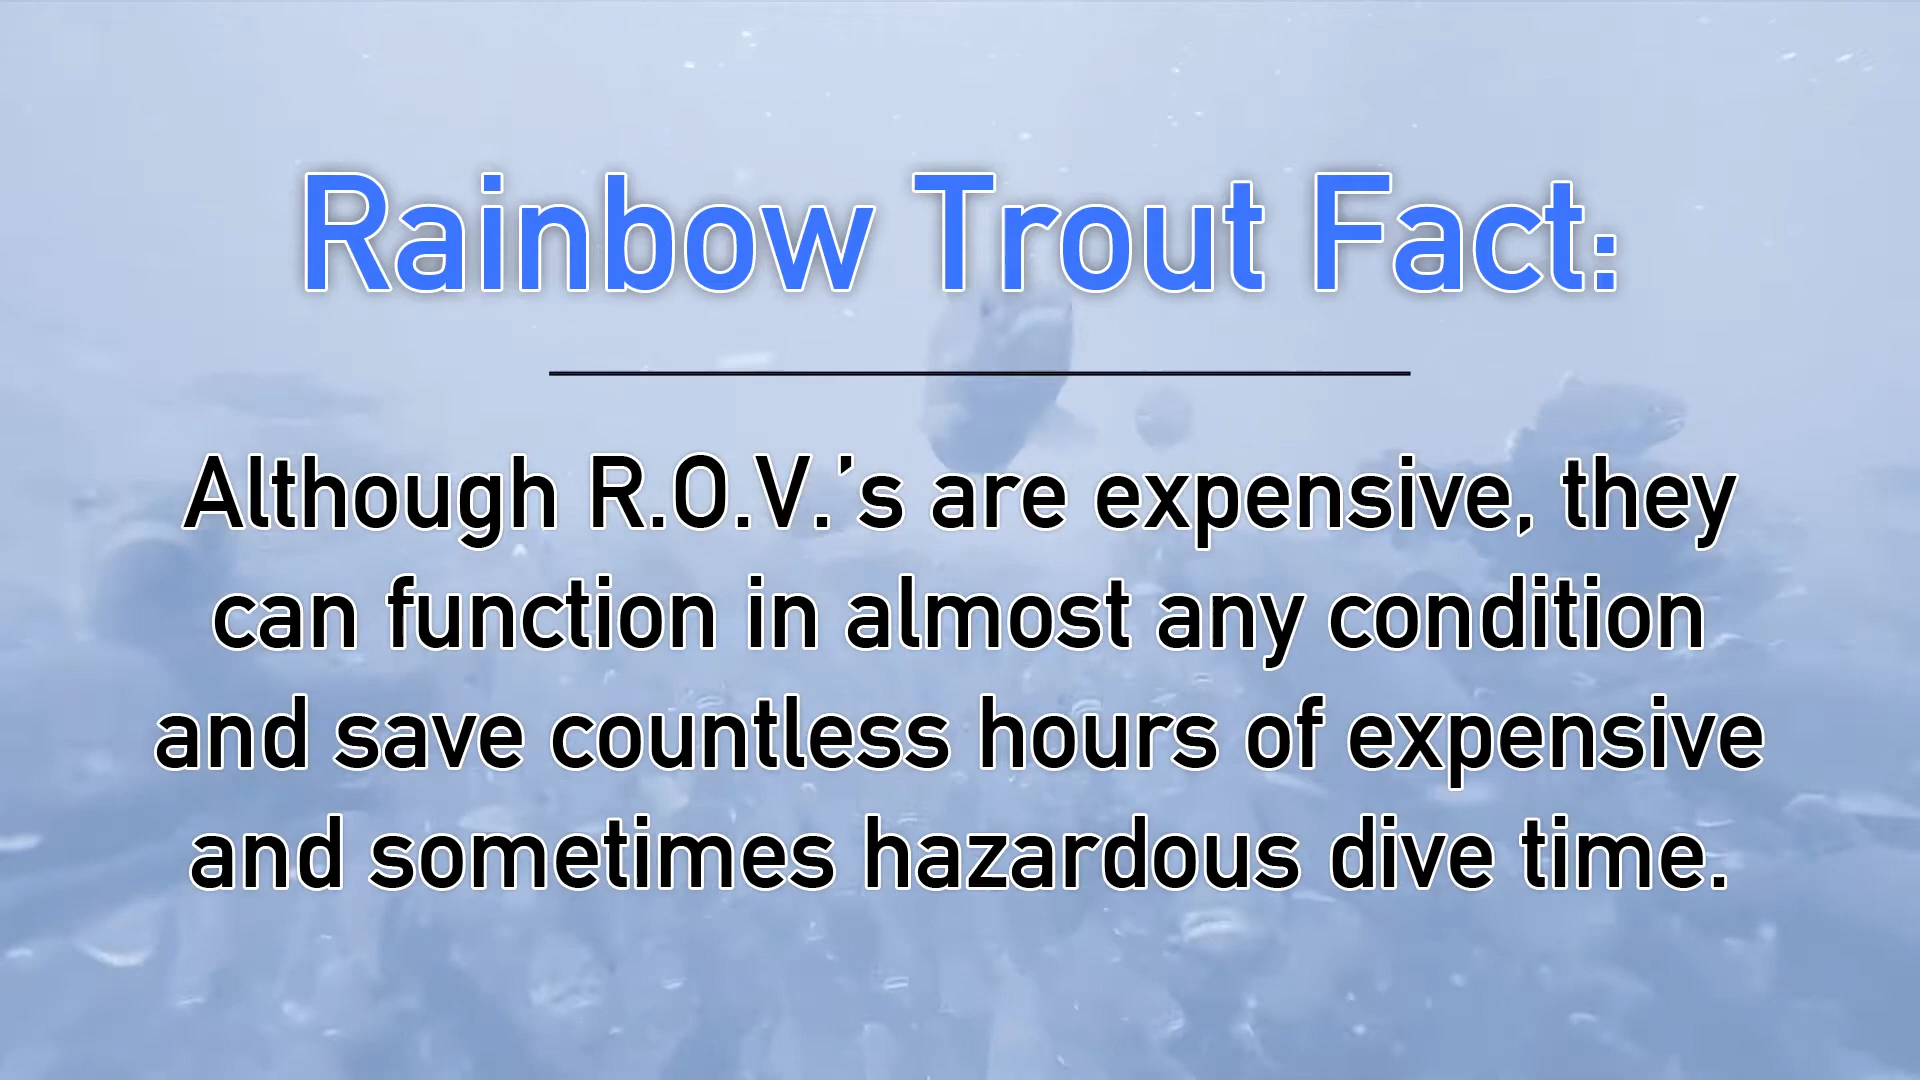 Rainbow Trout Fact:
Although R.O.V.'s are expensive, they
can function in almost any condition
and save countless hours of expensive
and sometimes hazardous dive time.